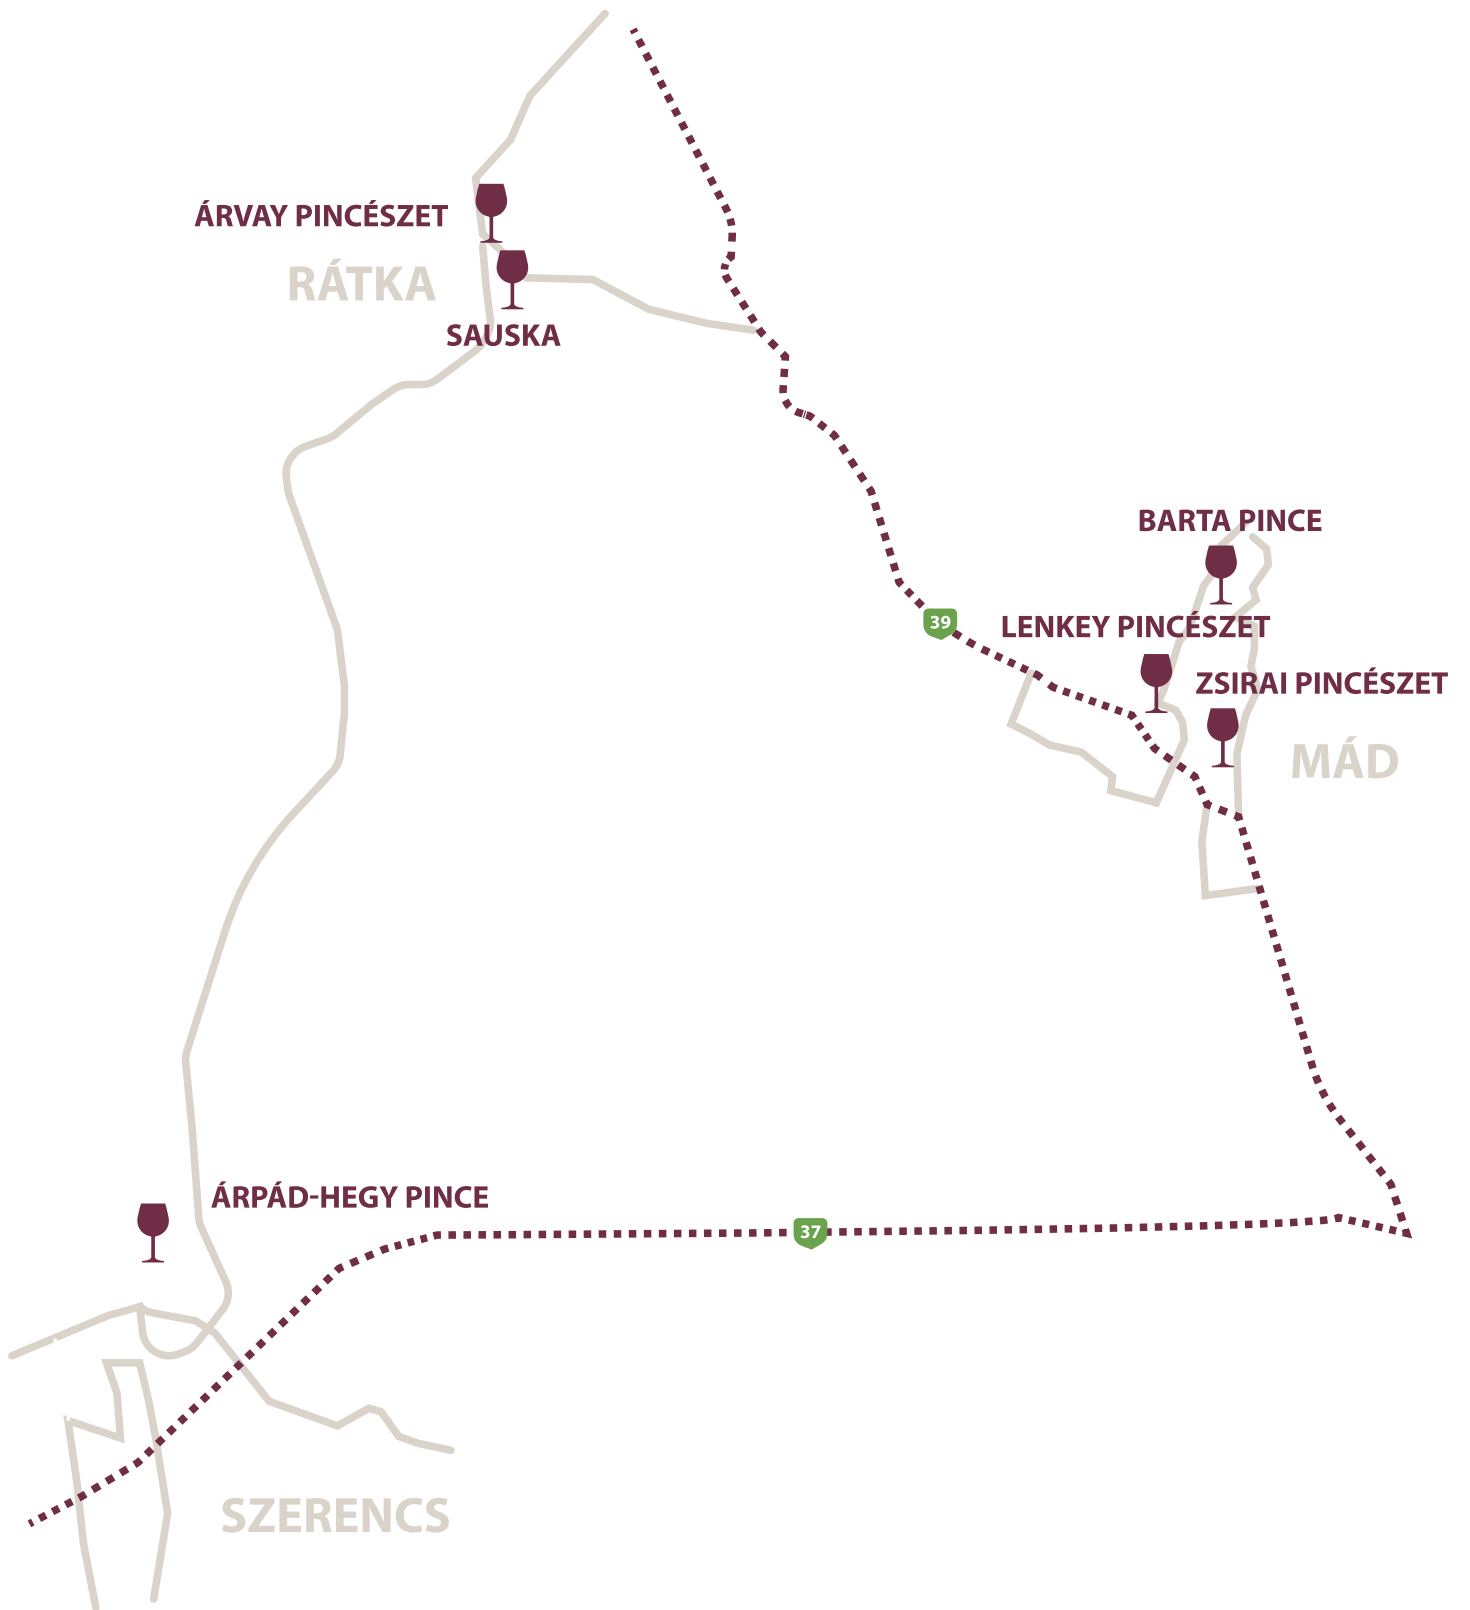 ÁRVAY PINCÉSZET
RÁTKA
SAUSKA
BARTA PINCE
39
LENKEY PINCÉSZET
ZSIRAI PINCÉSZET
MÁD
ÁRPÁD-HEGY PINCE
37
SZERENCS